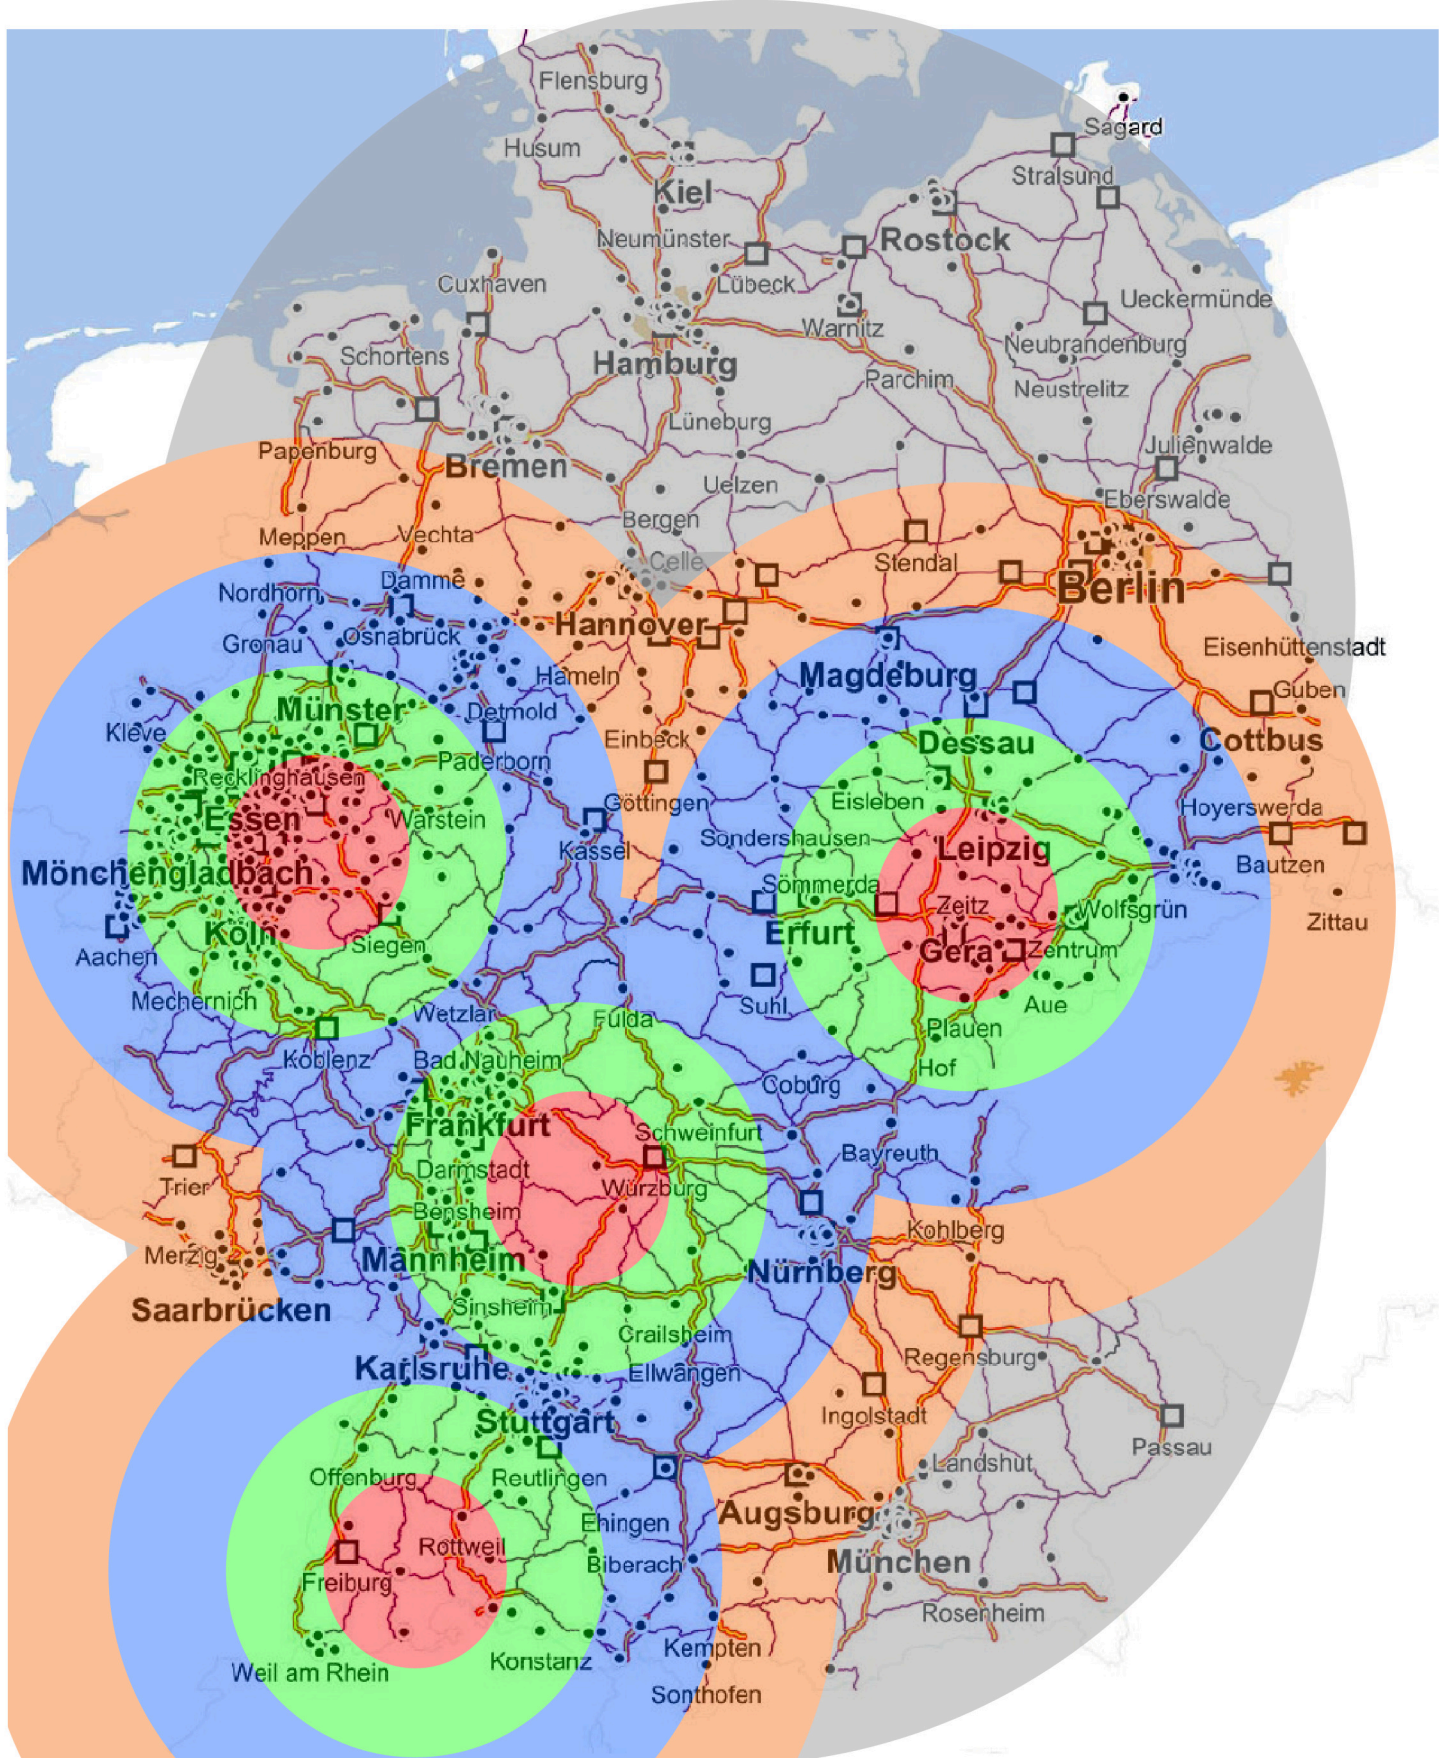 Flensburg
Sagard
Husum
Stralsund
Kiel
Neumünster
Rostock
Cuxhaven
Lübeck
Ueckermünde
Warnitz
Schortens
Neubrandenburg
Hamburg
Parchim
Neustrelitz
Lüneburg
Papenburg
Julienwalde
Bremen
Uelzen
Eberswalde
Bergen
Meppen
Vechta
Celle
Stendal
Damme
Berlin
Nordhorn
Hannover
Osnabrück
Gronau
Eisenhüttenstadt
Hameln
Magdeburg
Guben
Münster
Detmold
Kleve
Einbeck
Dessau
Cottbus
Paderborn
Recklinghausen
Göttingen
Eisleben
Hoyerswerda
Essen
Warstein
Sondershausen
Kassel
Leipzig
Bautzen
Mönchengladbach
Sömmerda
Zeitz
Wolfsgrün
Zittau
Köln
Erfurt
Siegen
Gera
Zentrum
Aachen
Mechernich
Suhl
Aue
Wetzlar
Fulda
Plauen
Koblenz
Bad Nauheim
Hof
Coburg
Frankfurt
Schweinfurt
Bayreuth
Darmstadt
Trier
Würzburg
Bensheim
Kohlberg
Merzig
Mannheim
Nürnberg
Saarbrücken
Sinsheim
Crailsheim
Regensburg
Karlsruhe
Ellwangen
Ingolstadt
Stuttgart
Passau
Landshut
Offenburg
Reutlingen
Augsburg
Ehingen
Rottweil
München
Biberach
Freiburg
Rosenheim
Kempten
Konstanz
Weil am Rhein
Sonthofen